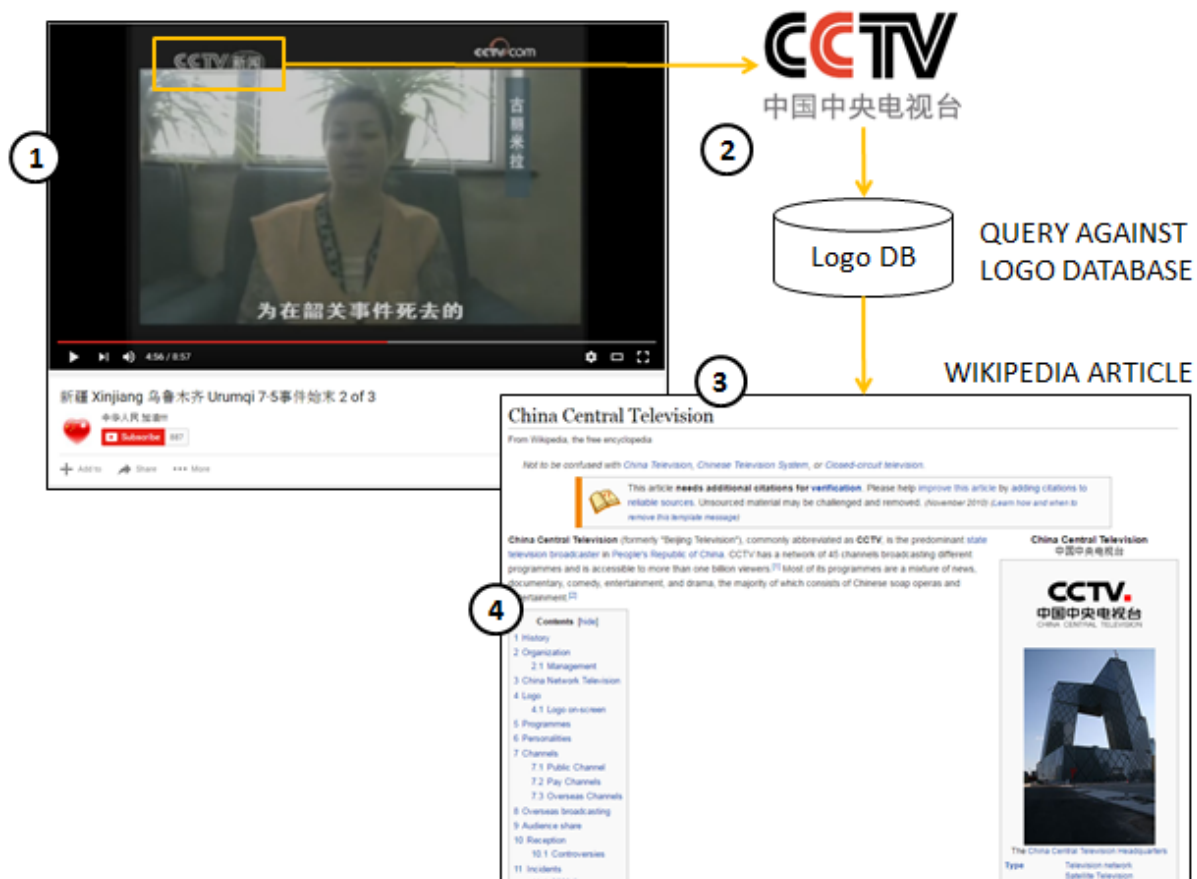 CCTV 新闻
cctv.com
古丽米拉
为在韶关事件死去的
4:56 / 8:57
新疆 Xinjiang 乌鲁木齐 Urumqi 7-5事件始末 2 of 3
中华人民 加油!!!
Subscribe 887
Add to Share More
1
CCTV
中国中央电视台
2
Logo DB
QUERY AGAINST
LOGO DATABASE
3
WIKIPEDIA ARTICLE
China Central Television
From Wikipedia, the free encyclopedia
Not to be confused with China Television, Chinese Television System, or Closed-circuit television.
This article needs additional citations for verification. Please help improve this article by adding citations to
reliable sources. Unsourced material may be challenged and removed. (November 2010) (Learn how and when to
remove this template message)
China Central Television (formerly "Beijing Television"), commonly abbreviated as CCTV, is the predominant state
television broadcaster in People's Republic of China. CCTV has a network of 45 channels broadcasting different
programmes and is accessible to more than one billion viewers.[1] Most of its programmes are a mixture of news,
documentary, comedy, entertainment, and drama, the majority of which consists of Chinese soap operas and
entertainment.[2]
4
Contents [hide]
1 History
2 Organization
2.1 Management
3 China Network Television
4 Logo
4.1 Logo on-screen
5 Programmes
6 Personalities
7 Channels
7.1 Public Channel
7.2 Pay Channels
7.3 Overseas Channels
8 Overseas broadcasting
9 Audience share
10 Reception
10.1 Controversies
11 Incidents
China Central Television
中国中央电视台
CCTV.
中国中央电视台
CHINA CENTRAL TELEVISION
The China Central Television Headquarters
Type Television network
Satellite Television